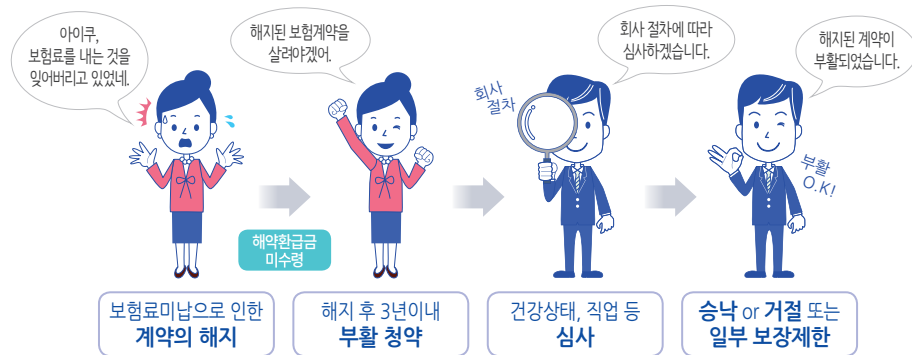 아이쿠,
보험료를 내는 것을
잊어버리고 있었네.
해지된 보험계약을
살려야겠어.
회사 절차에 따라
심사하겠습니다.
해지된 계약이
부활되었습니다.
회사
절차
부활
O.K!
해약환급금
미수령
보험료미납으로 인한
계약의 해지
해지 후 3년이내
부활 청약
건강상태, 직업 등
심사
승낙 or 거절 또는
일부 보장제한